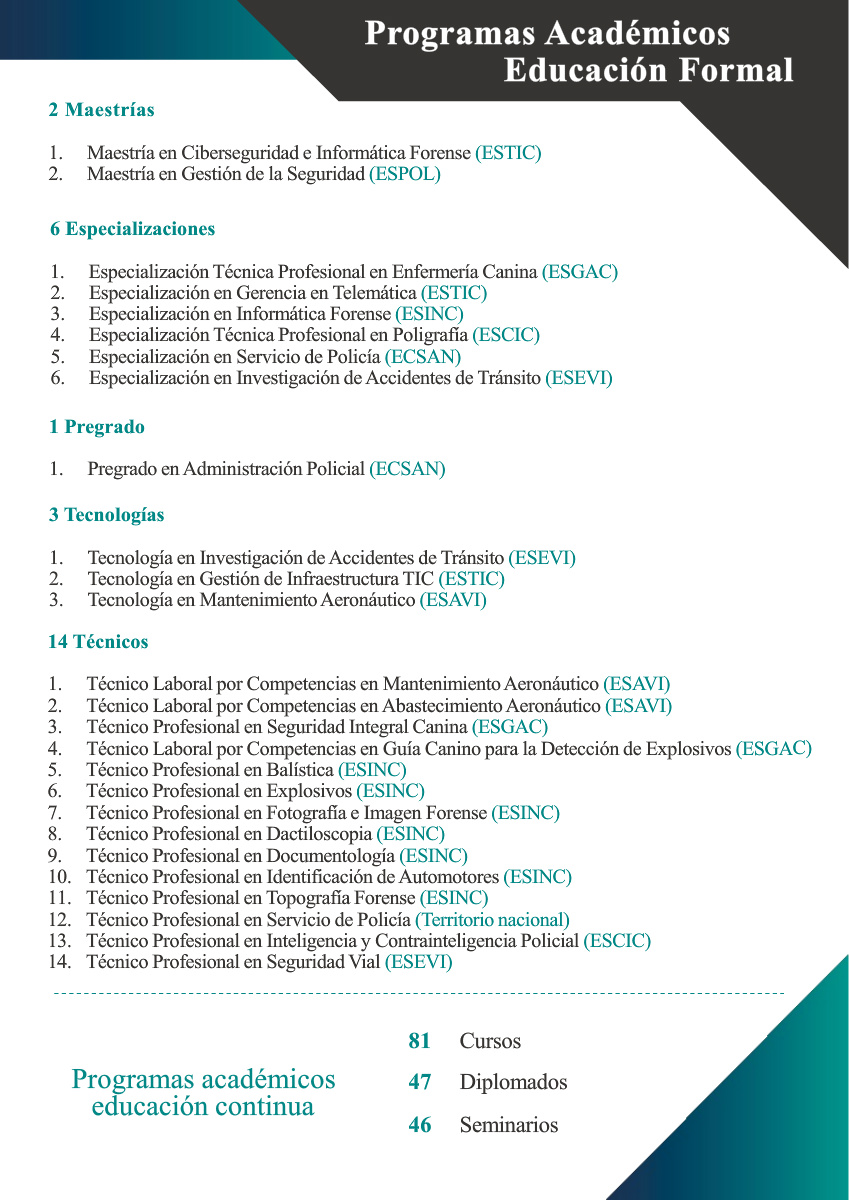 Programas Académicos
Educación Formal
2 Maestrías
1. Maestría en Ciberseguridad e Informática Forense (ESTIC)
2. Maestría en Gestión de la Seguridad (ESPOL)
6 Especializaciones
1. Especialización Técnica Profesional en Enfermería Canina (ESGAC)
2. Especialización en Gerencia en Telemática (ESTIC)
3. Especialización en Informática Forense (ESINC)
4. Especialización Técnica Profesional en Poligrafía (ESCIC)
5. Especialización en Servicio de Policía (ECSAN)
6. Especialización en Investigación de Accidentes de Tránsito (ESEVI)
1 Pregrado
1. Pregrado en Administración Policial (ECSAN)
3 Tecnologías
1. Tecnología en Investigación de Accidentes de Tránsito (ESEVI)
2. Tecnología en Gestión de Infraestructura TIC (ESTIC)
3. Tecnología en Mantenimiento Aeronáutico (ESAVI)
14 Técnicos
1. Técnico Laboral por Competencias en Mantenimiento Aeronáutico (ESAVI)
2. Técnico Laboral por Competencias en Abastecimiento Aeronáutico (ESAVI)
3. Técnico Profesional en Seguridad Integral Canina (ESGAC)
4. Técnico Laboral por Competencias en Guía Canino para la Detección de Explosivos (ESGAC)
5. Técnico Profesional en Balística (ESINC)
6. Técnico Profesional en Explosivos (ESINC)
7. Técnico Profesional en Fotografía e Imagen Forense (ESINC)
8. Técnico Profesional en Dactiloscopia (ESINC)
9. Técnico Profesional en Documentología (ESINC)
10. Técnico Profesional en Identificación de Automotores (ESINC)
11. Técnico Profesional en Topografía Forense (ESINC)
12. Técnico Profesional en Servicio de Policía (Territorio nacional)
13. Técnico Profesional en Inteligencia y Contrainteligencia Policial (ESCIC)
14. Técnico Profesional en Seguridad Vial (ESEVI)
Programas académicos
educación continua
81 Cursos
47 Diplomados
46 Seminarios